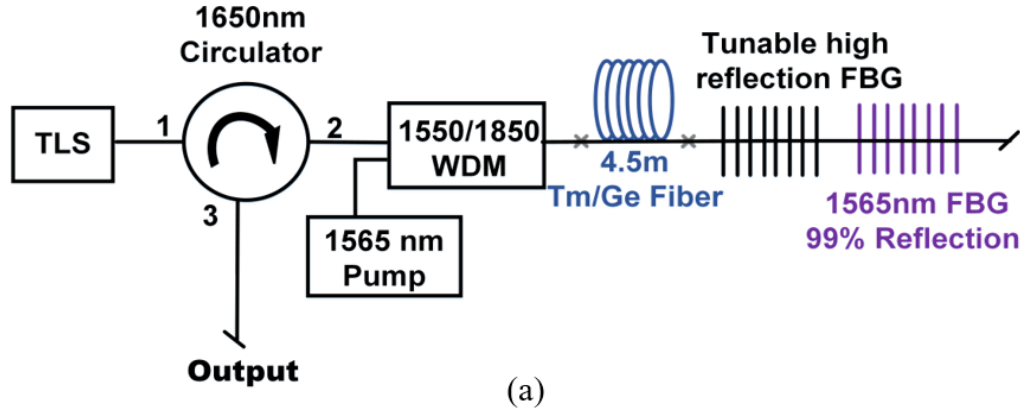 1650nm
Circulator
TLS
1
2
3
1550/1850
WDM
1565 nm
Pump
4.5m
Tm/Ge Fiber
Tunable high
reflection FBG
1565nm FBG
99% Reflection
Output
(a)